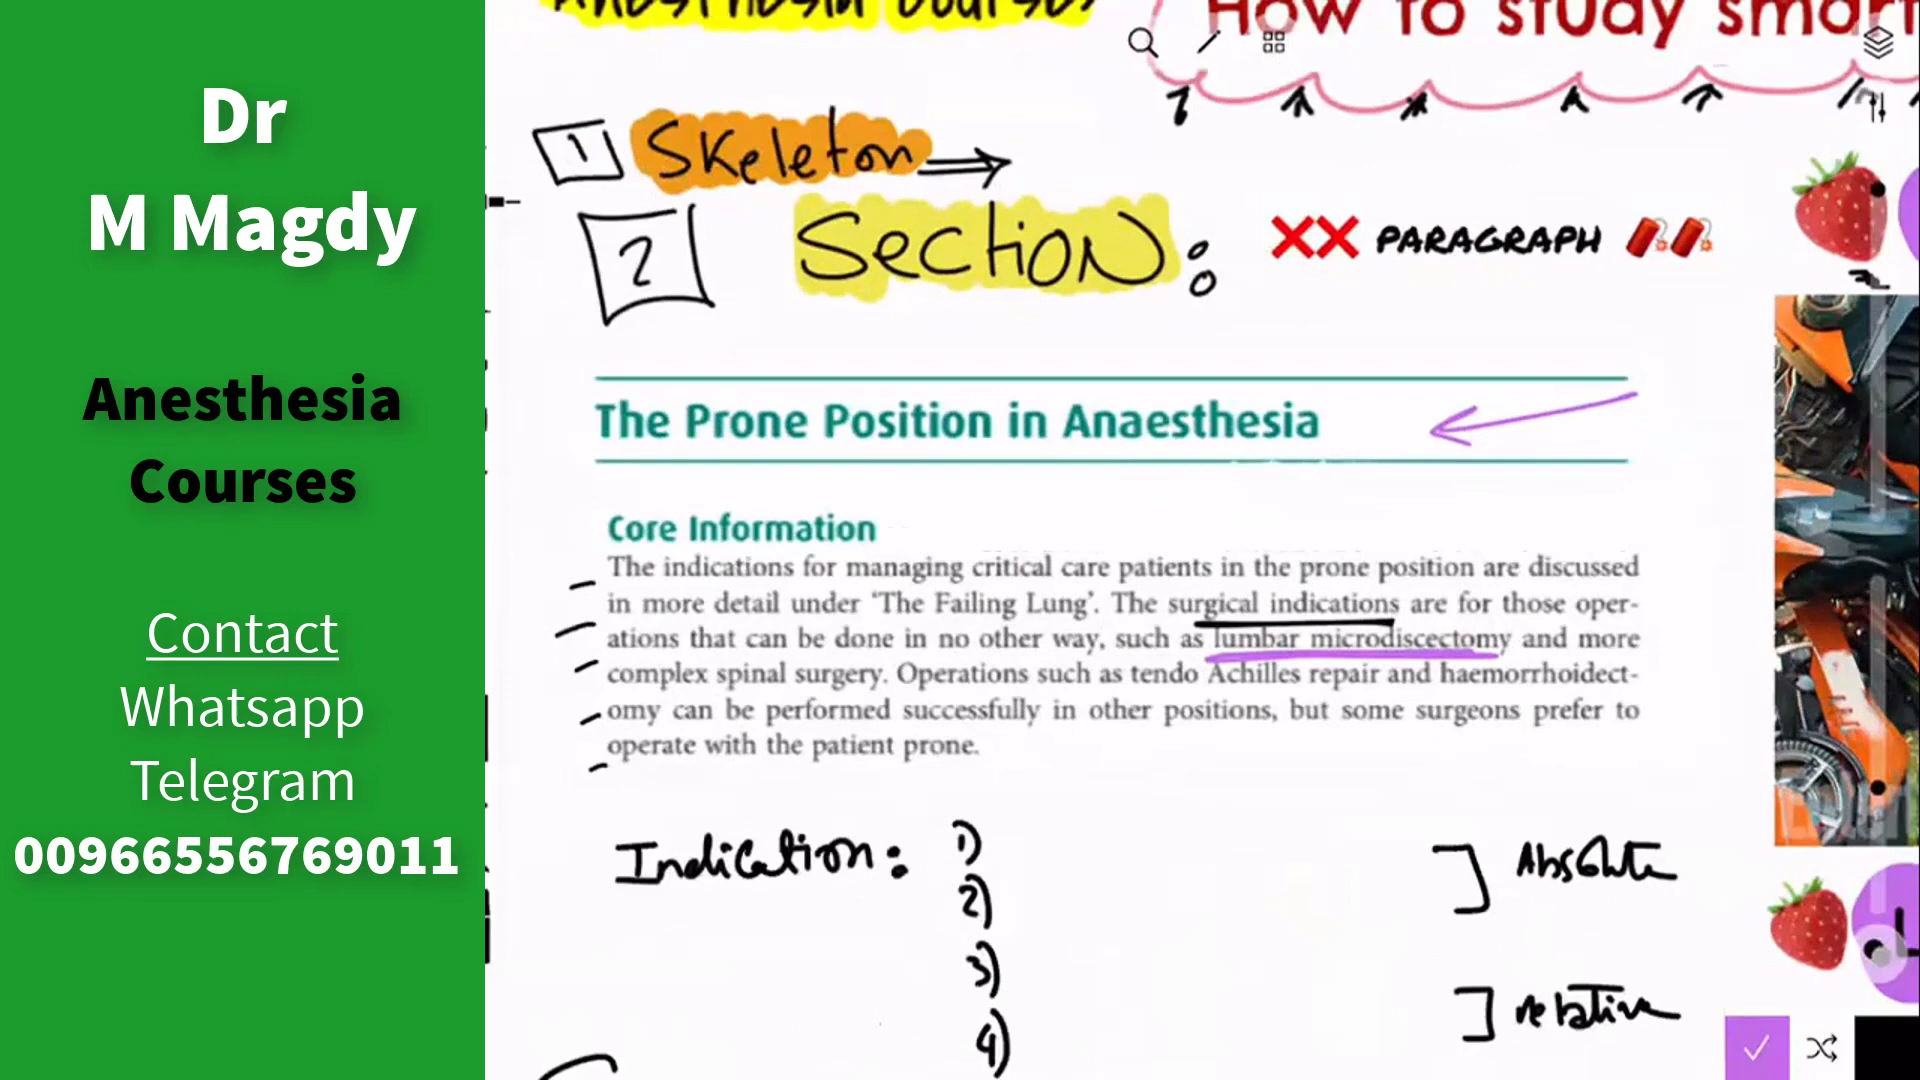 Dr
M Magdy
Anesthesia
Courses
Contact
Whatsapp
Telegram
00966556769011
Anesthesia Courses
How to study smart
1 Skeleton
2 Section:
PARAGRAPH
The Prone Position in Anaesthesia
Core Information
The indications for managing critical care patients in the prone position are discussed
in more detail under ‘The Failing Lung’. The surgical indications are for those oper-
ations that can be done in no other way, such as lumbar microdiscectomy and more
complex spinal surgery. Operations such as tendo Achilles repair and haemorrhoidect-
omy can be performed successfully in other positions, but some surgeons prefer to
operate with the patient prone.
Indication: 1)
Absolute
2)
3)
4)
relative